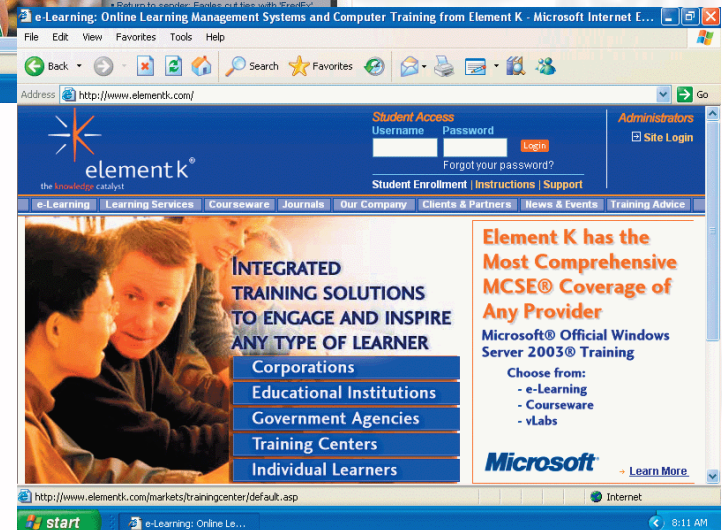 • Return to sender: Eagles cut ties with 'FredEx'
e-Learning: Online Learning Management Systems and Computer Training from Element K - Microsoft Internet E...
File Edit View Favorites Tools Help
Back Search Favorites
Address http://www.elementk.com/ Go
element k®
the knowledge catalyst
Student Access
Username Password
Login
Forgot your password?
Student Enrollment | Instructions | Support
Administrators
Site Login
e-Learning Learning Services Courseware Journals Our Company Clients & Partners News & Events Training Advice
INTEGRATED
TRAINING SOLUTIONS
TO ENGAGE AND INSPIRE
ANY TYPE OF LEARNER
Corporations
Educational Institutions
Government Agencies
Training Centers
Individual Learners
Element K has the
Most Comprehensive
MCSE® Coverage of
Any Provider
Microsoft® Official Windows
Server 2003® Training
Choose from:
- e-Learning
- Courseware
- vLabs
Microsoft
Learn More
http://www.elementk.com/markets/trainingcenter/default.asp Internet
start e-Learning: Online Le... 8:11 AM